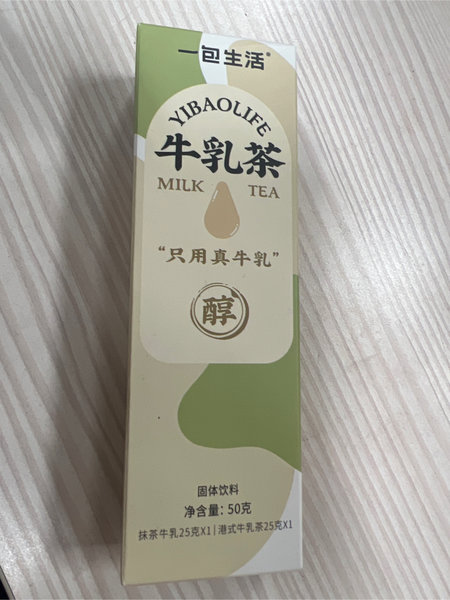 一包生活®
YIBAOLIFE
牛乳茶
MILK TEA
“只用真牛乳”
醇
固体饮料
净含量: 50克
抹茶牛乳25克X1|港式牛乳茶25克X1